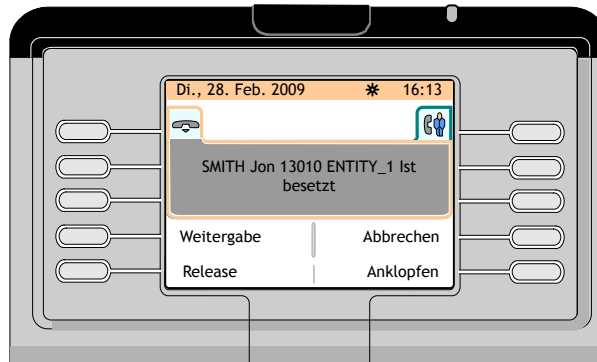 Di., 28. Feb. 2009 16:13
SMITH Jon 13010 ENTITY_1 Ist
besetzt
Weitergabe Abbrechen
Release Anklopfen